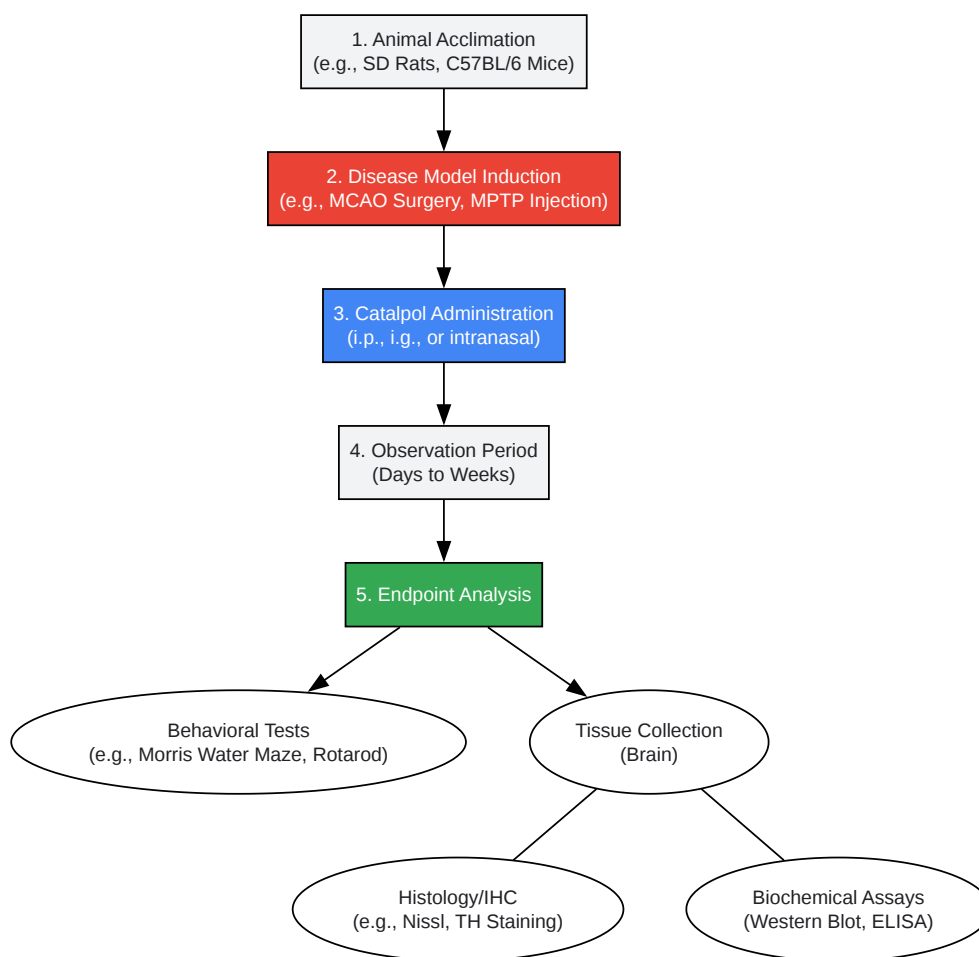 1. Animal Acclimation
(e.g., SD Rats, C57BL/6 Mice)
2. Disease Model Induction
(e.g., MCAO Surgery, MPTP Injection)
3. Catalpol Administration
(i.p., i.g., or intranasal)
4. Observation Period
(Days to Weeks)
5. Endpoint Analysis
Behavioral Tests
(e.g., Morris Water Maze, Rotarod)
Tissue Collection
(Brain)
Histology/IHC
(e.g., Nissl, TH Staining)
Biochemical Assays
(Western Blot, ELISA)